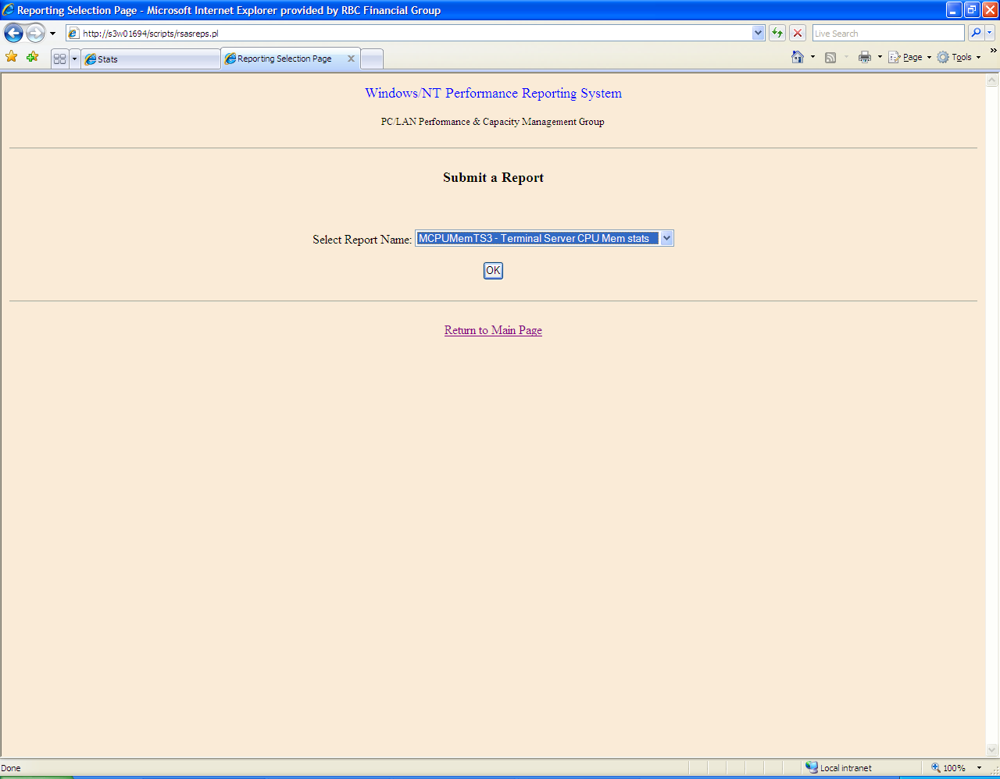 Reporting Selection Page - Microsoft Internet Explorer provided by RBC Financial Group
http://s3w01694/scripts/rsasreps.pl
Live Search
Stats
Reporting Selection Page
Page
Tools
Windows/NT Performance Reporting System
PC/LAN Performance & Capacity Management Group
Submit a Report
Select Report Name: MCPUMemTS3 - Terminal Server CPU Mem stats
OK
Return to Main Page
Done
Local intranet
100%